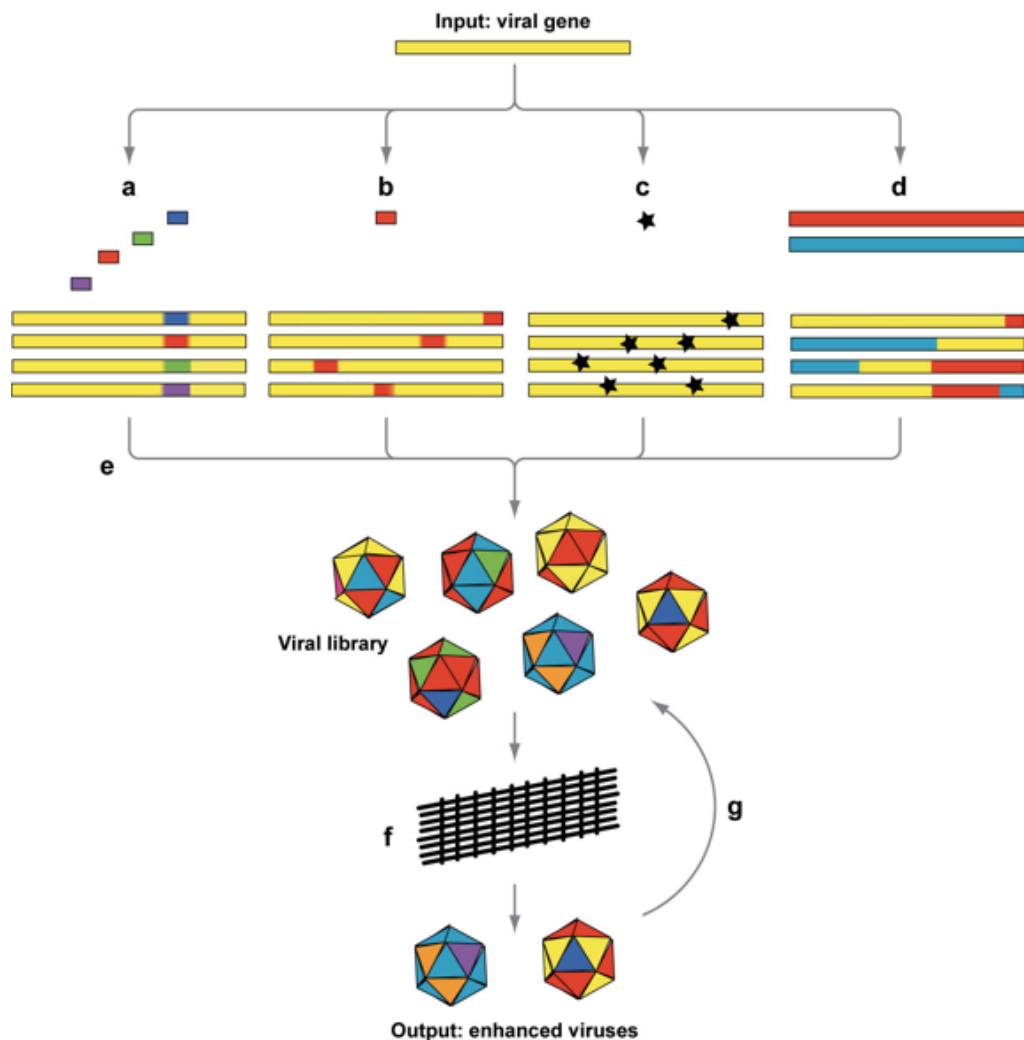 Input: viral gene
a
b
c
d
e
Viral library
f
g
Output: enhanced viruses